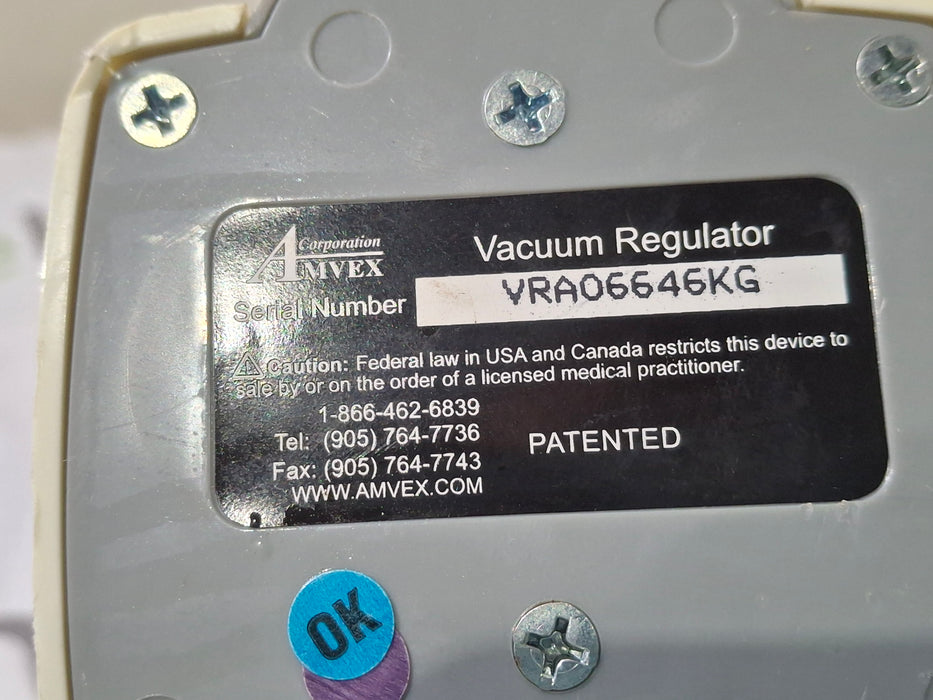 Corporation
AMVEX
Vacuum Regulator
Serial Number VRA06646KG
Caution: Federal law in USA and Canada restricts this device to
sale by or on the order of a licensed medical practitioner.
1-866-462-6839
Tel: (905) 764-7736
PATENTED
Fax: (905) 764-7743
WWW.AMVEX.COM
OK